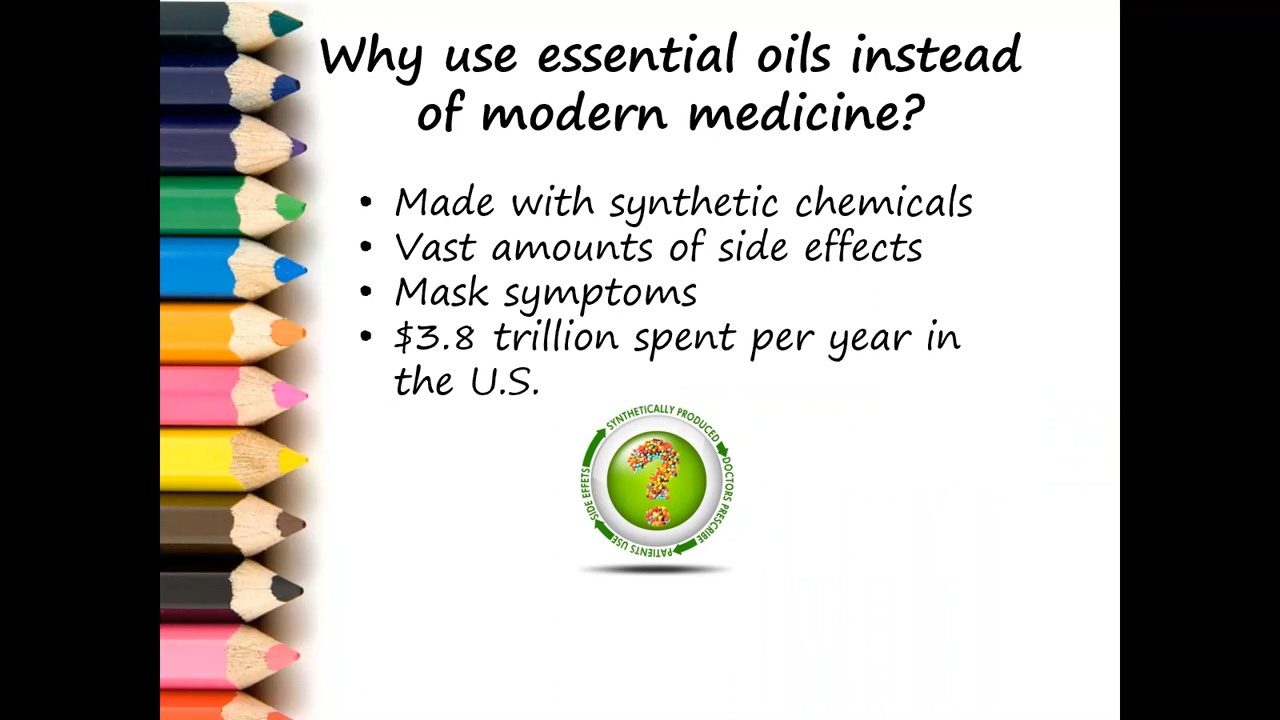 Why use essential oils instead
of modern medicine?
• Made with synthetic chemicals
• Vast amounts of side effects
• Mask symptoms
• $3.8 trillion spent per year in
the U.S.
SYNTHETICALLY PRODUCED
DOCTORS PRESCRIBE
PATIENTS USE
SIDE EFFETS